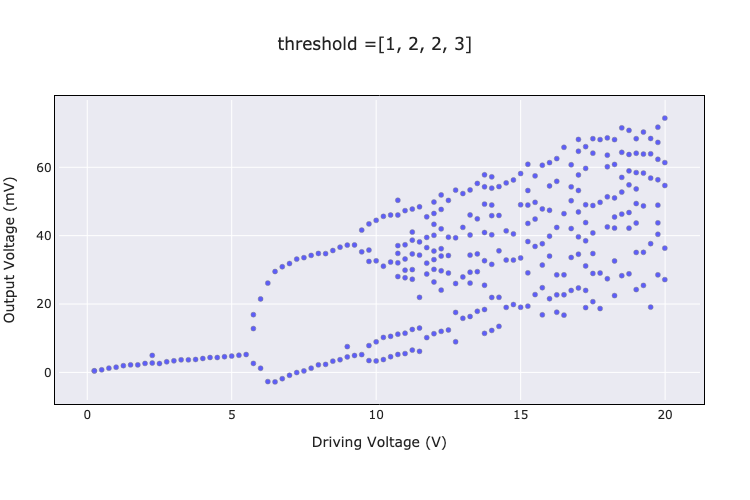 threshold =[1, 2, 2, 3]
60
40
20
0
Output Voltage (mV)
0 5 10 15 20
Driving Voltage (V)